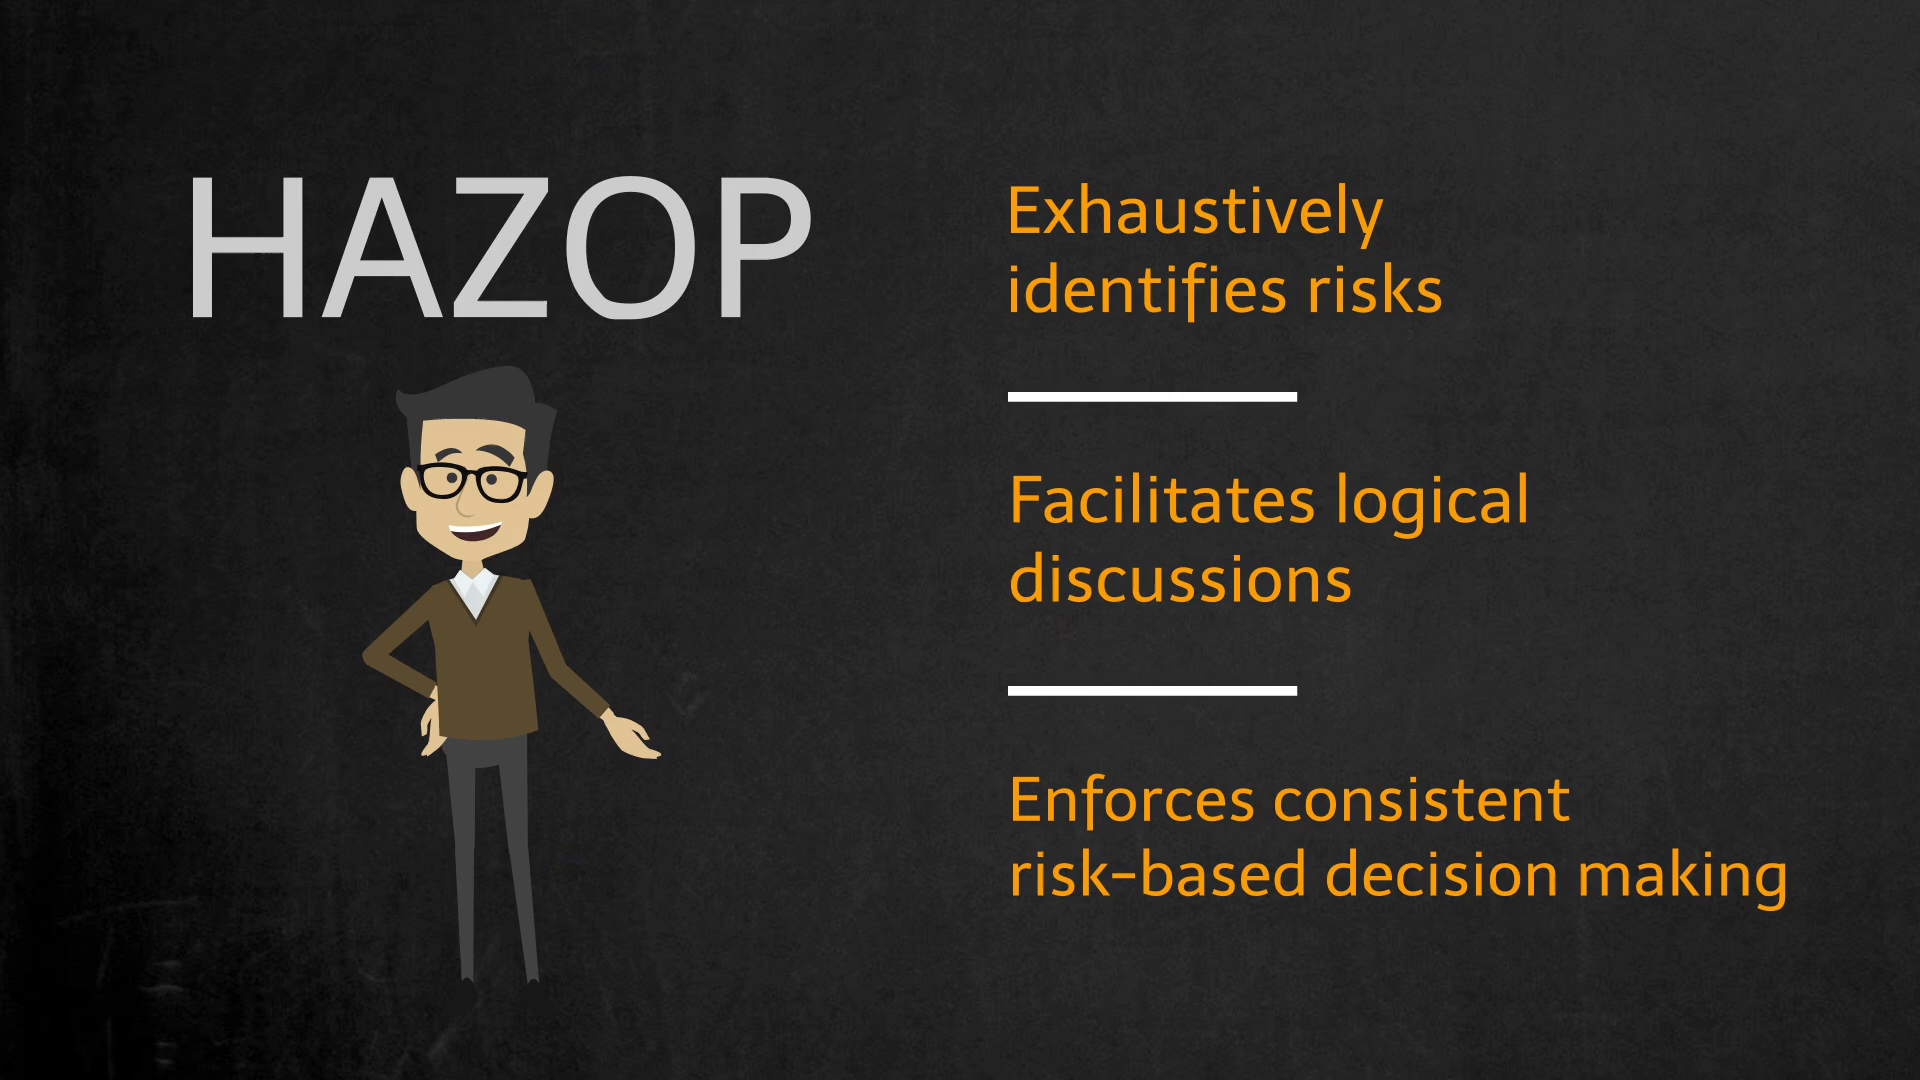 HAZOP
Exhaustively
identifies risks
Facilitates logical
discussions
Enforces consistent
risk-based decision making